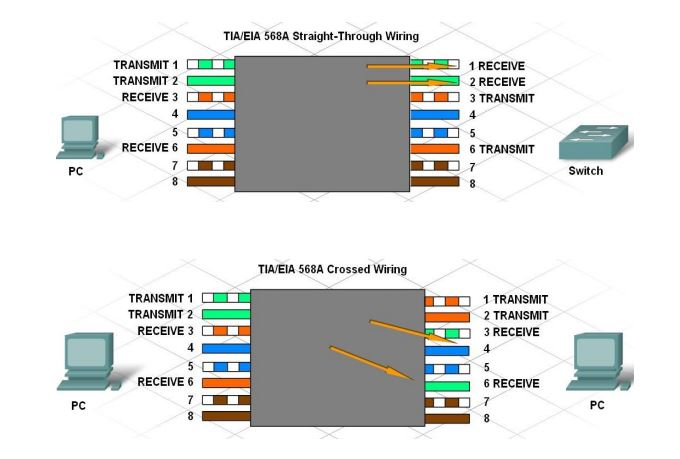 TIA/EIA 568A Straight-Through Wiring
TRANSMIT 1
1 RECEIVE
TRANSMIT 2
2 RECEIVE
RECEIVE 3
3 TRANSMIT
4
4
5
5
RECEIVE 6
6 TRANSMIT
7
7
8
8
PC
Switch
TIA/EIA 568A Crossed Wiring
TRANSMIT 1
1 TRANSMIT
TRANSMIT 2
2 TRANSMIT
RECEIVE 3
3 RECEIVE
4
4
5
5
RECEIVE 6
6 RECEIVE
7
7
8
8
PC
PC